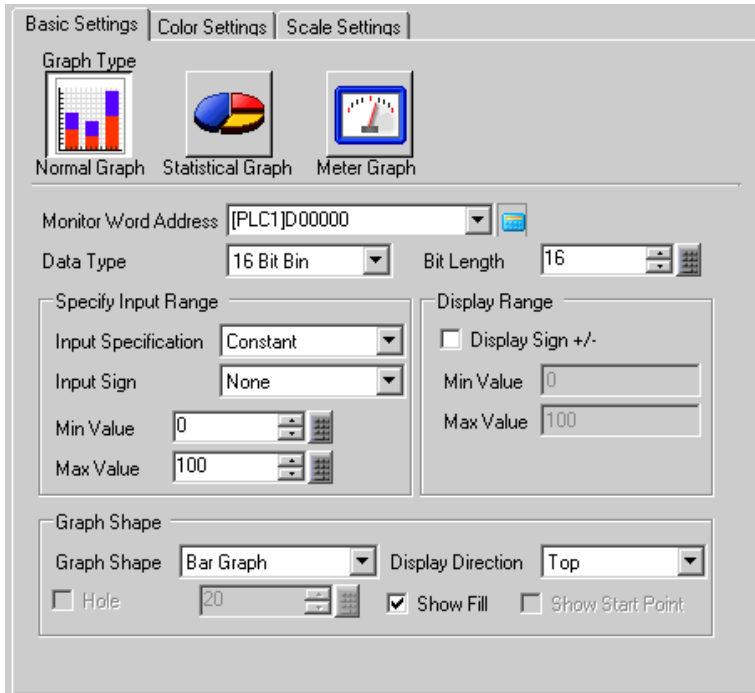 Basic Settings Color Settings Scale Settings
Graph Type
Normal Graph Statistical Graph Meter Graph
Monitor Word Address [PLC1]D00000
Data Type 16 Bit Bin Bit Length 16
Specify Input Range Display Range
Input Specification Constant Display Sign +/-
Input Sign None Min Value 0
Min Value 0 Max Value 100
Max Value 100
Graph Shape
Graph Shape Bar Graph Display Direction Top
Hole 20 Show Fill Show Start Point